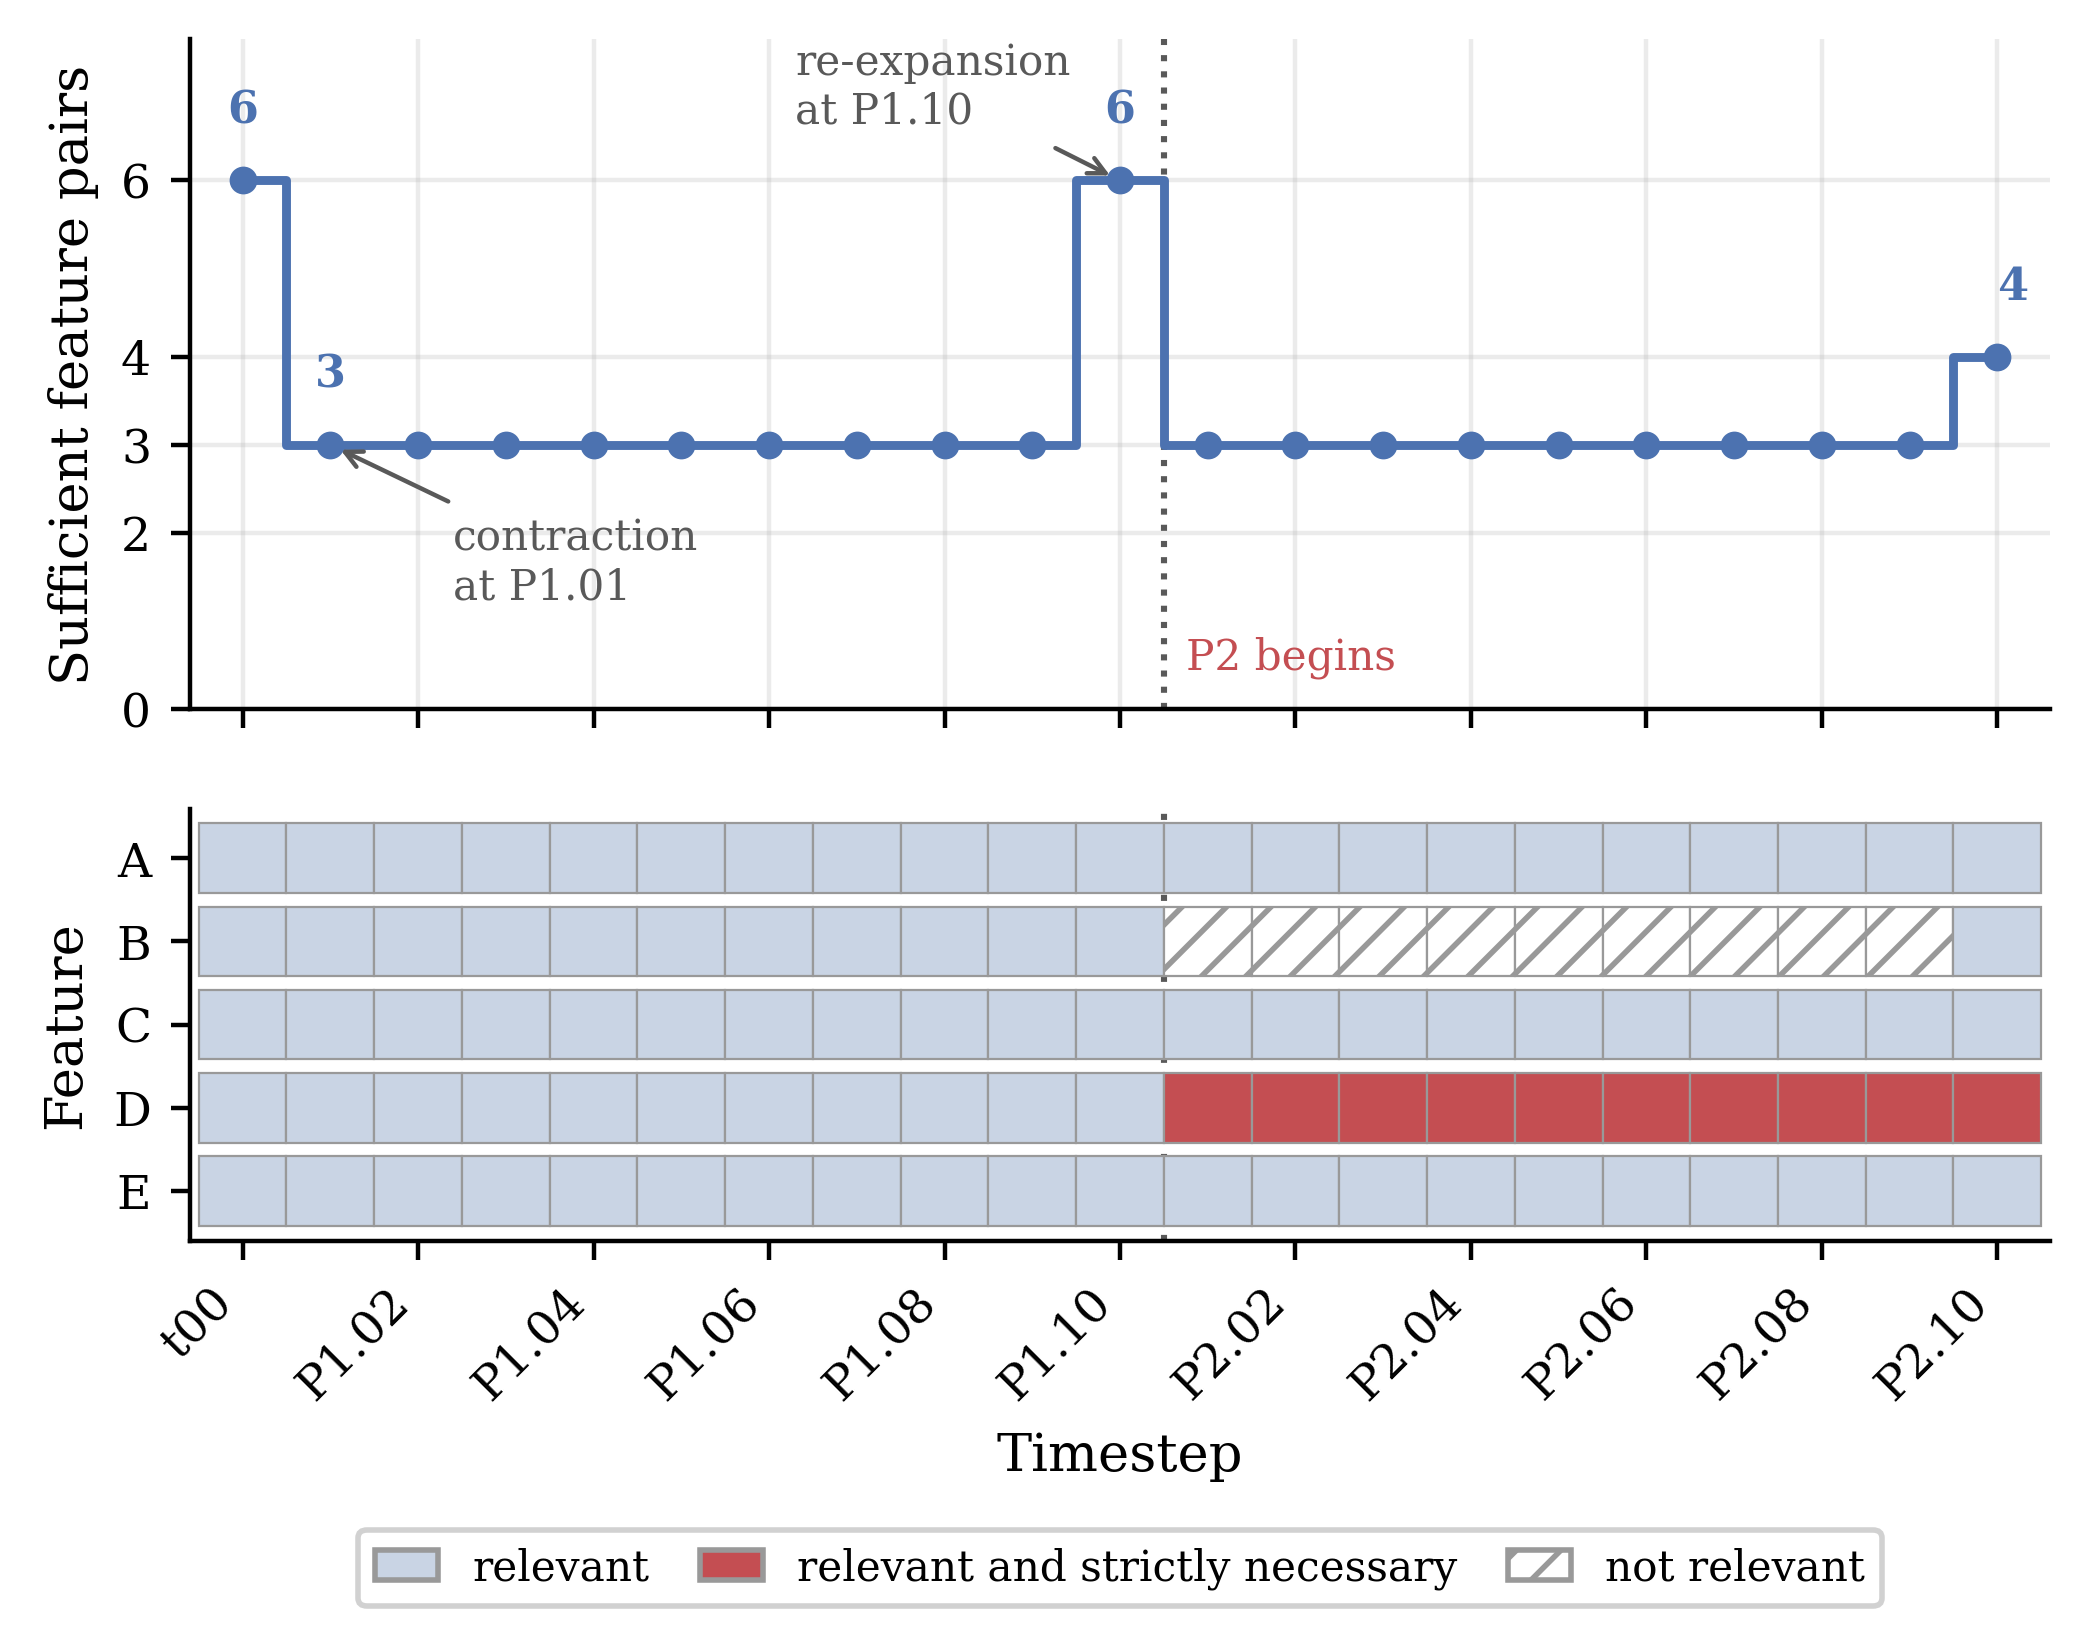 Sufficient feature pairs
6
4
3
2
0
6
3
re-expansion
at P1.10
6
4
contraction
at P1.01
P2 begins
Feature
A
B
C
D
E
t00
P1.02
P1.04
P1.06
P1.08
P1.10
P2.02
P2.04
P2.06
P2.08
P2.10
Timestep
relevant
relevant and strictly necessary
not relevant